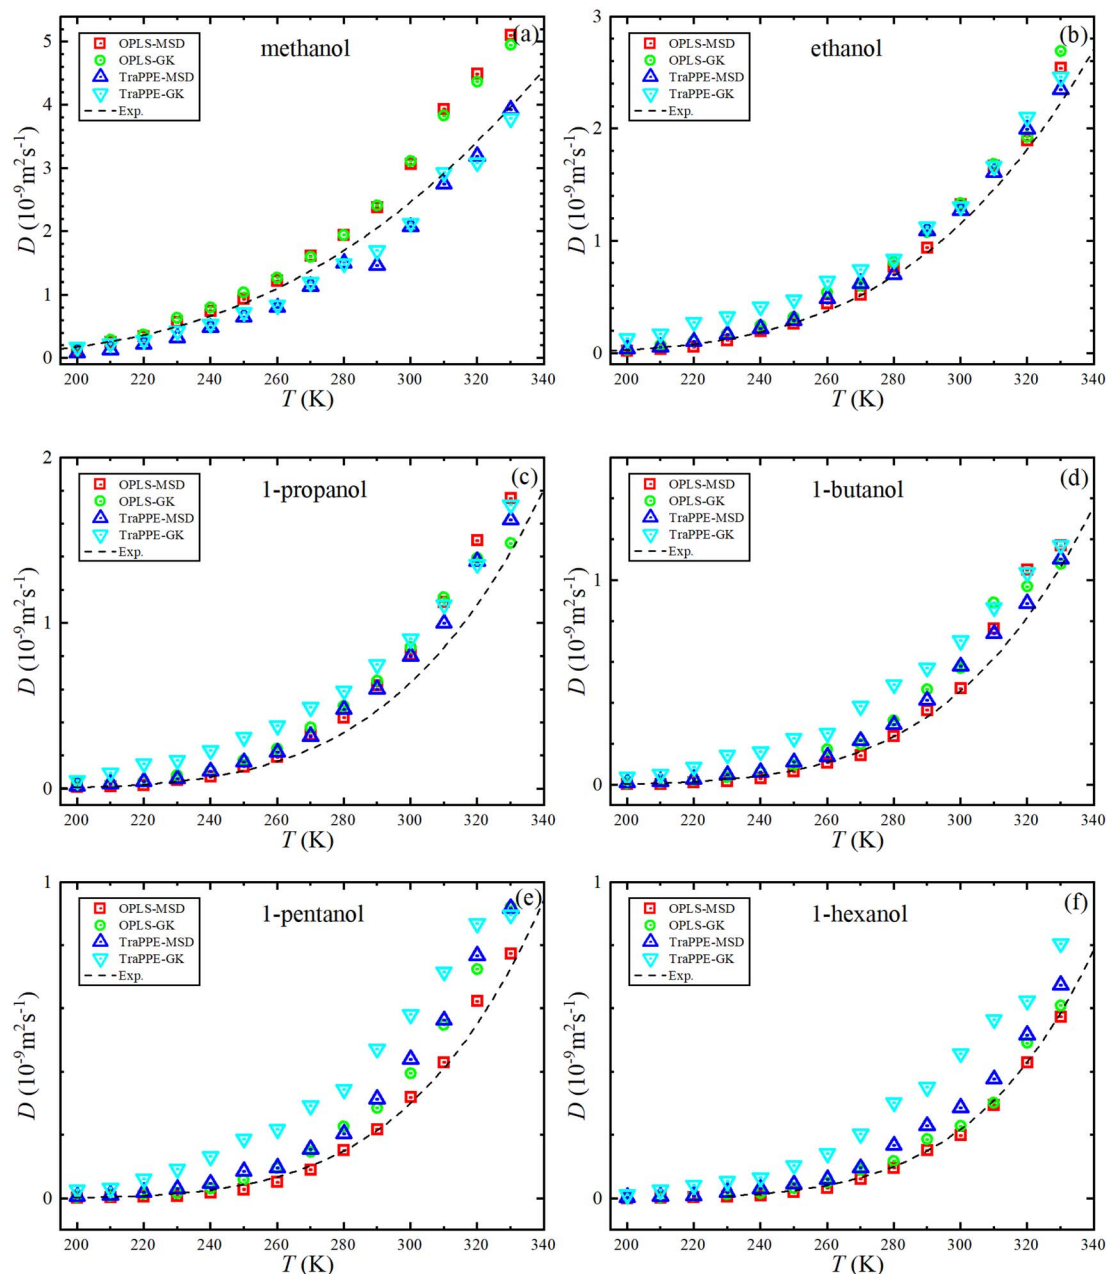 (a)
methanol
OPLS-MSD
OPLS-GK
TraPPE-MSD
TraPPE-GK
Exp.
5
4
3
2
1
0
D (10⁻⁹m²s⁻¹)
200 220 240 260 280 300 320 340
T (K)
(b)
ethanol
OPLS-MSD
OPLS-GK
TraPPE-MSD
TraPPE-GK
Exp.
3
2
1
0
D (10⁻⁹m²s⁻¹)
200 220 240 260 280 300 320 340
T (K)
(c)
1-propanol
OPLS-MSD
OPLS-GK
TraPPE-MSD
TraPPE-GK
Exp.
2
1
0
D (10⁻⁹m²s⁻¹)
200 220 240 260 280 300 320 340
T (K)
(d)
1-butanol
OPLS-MSD
OPLS-GK
TraPPE-MSD
TraPPE-GK
Exp.
1
0
D (10⁻⁹m²s⁻¹)
200 220 240 260 280 300 320 340
T (K)
(e)
1-pentanol
OPLS-MSD
OPLS-GK
TraPPE-MSD
TraPPE-GK
Exp.
1
0
D (10⁻⁹m²s⁻¹)
200 220 240 260 280 300 320 340
T (K)
(f)
1-hexanol
OPLS-MSD
OPLS-GK
TraPPE-MSD
TraPPE-GK
Exp.
1
0
D (10⁻⁹m²s⁻¹)
200 220 240 260 280 300 320 340
T (K)